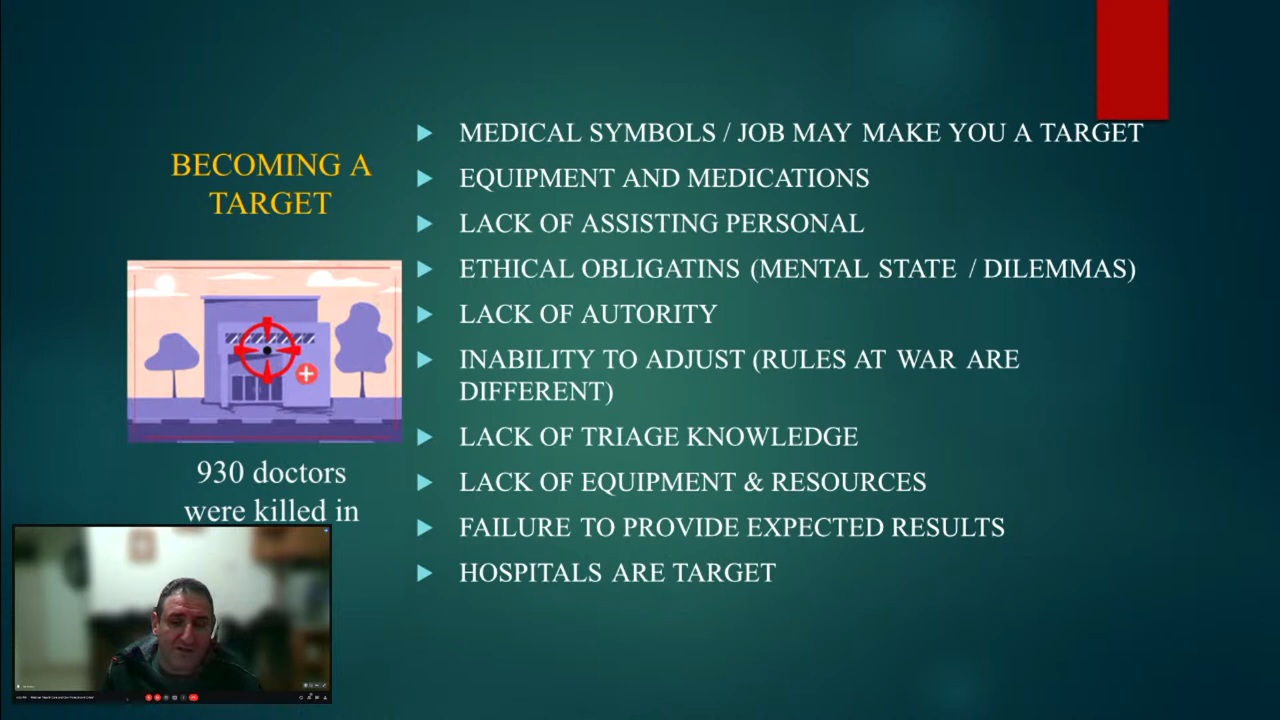 BECOMING A
TARGET
930 doctors
were killed in
MEDICAL SYMBOLS / JOB MAY MAKE YOU A TARGET
EQUIPMENT AND MEDICATIONS
LACK OF ASSISTING PERSONAL
ETHICAL OBLIGATINS (MENTAL STATE / DILEMMAS)
LACK OF AUTORITY
INABILITY TO ADJUST (RULES AT WAR ARE
DIFFERENT)
LACK OF TRIAGE KNOWLEDGE
LACK OF EQUIPMENT & RESOURCES
FAILURE TO PROVIDE EXPECTED RESULTS
HOSPITALS ARE TARGET